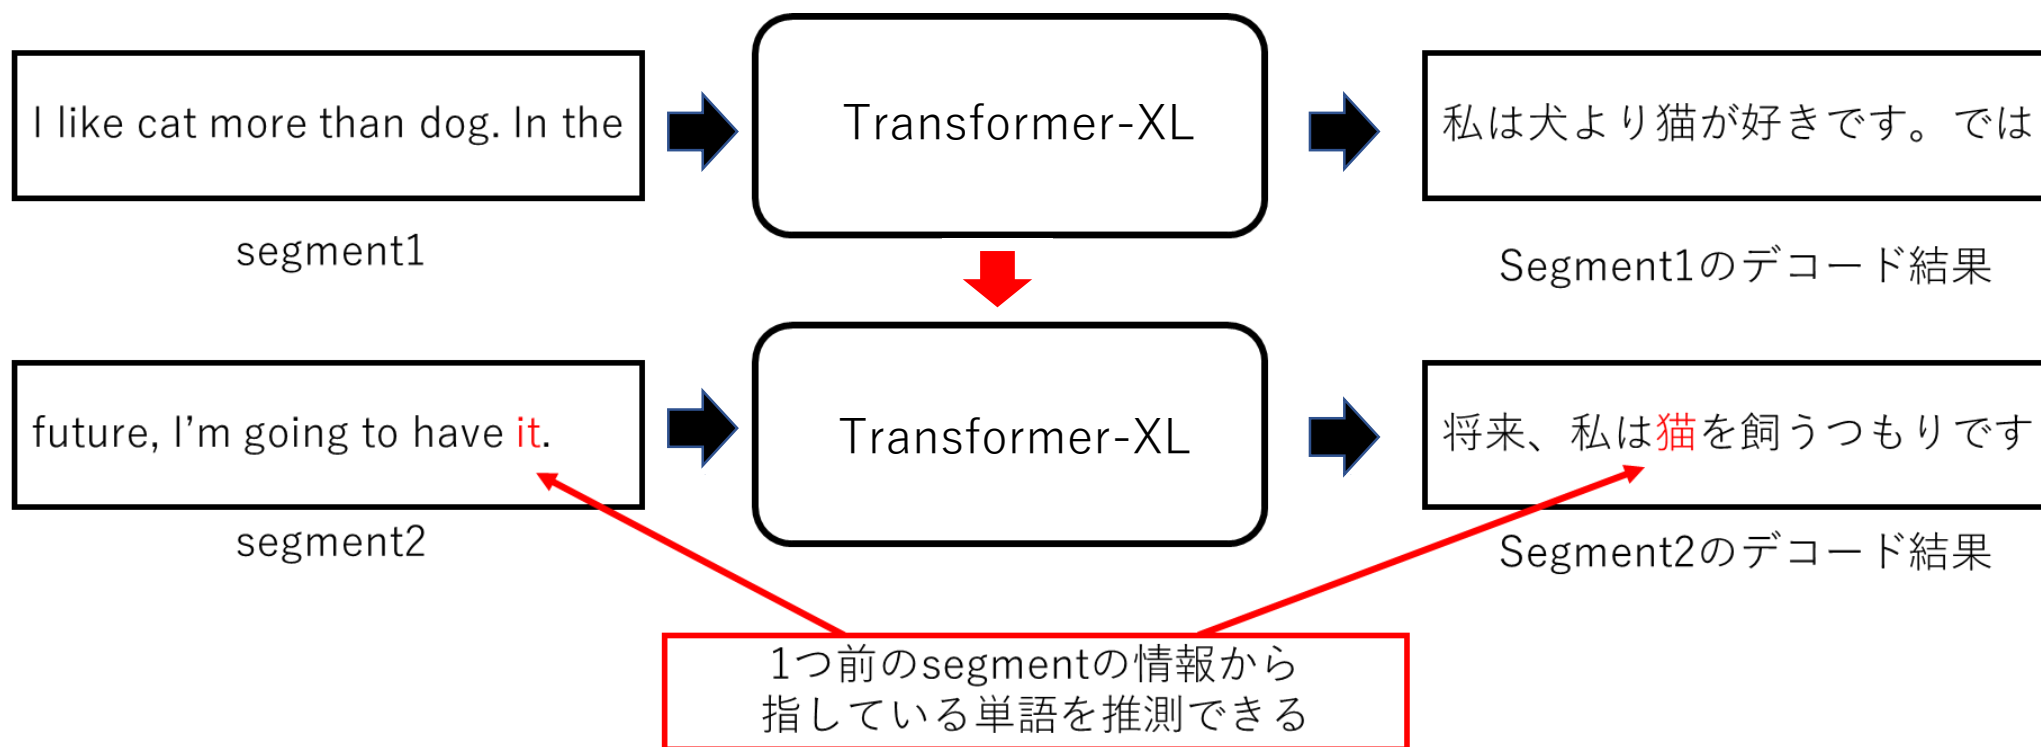 I like cat more than dog. In the
Transformer-XL
私は犬より猫が好きです。では
segment1
Segment1のデコード結果
future, I’m going to have it.
Transformer-XL
将来、私は猫を飼うつもりです
segment2
Segment2のデコード結果
1つ前のsegmentの情報から
指している単語を推測できる